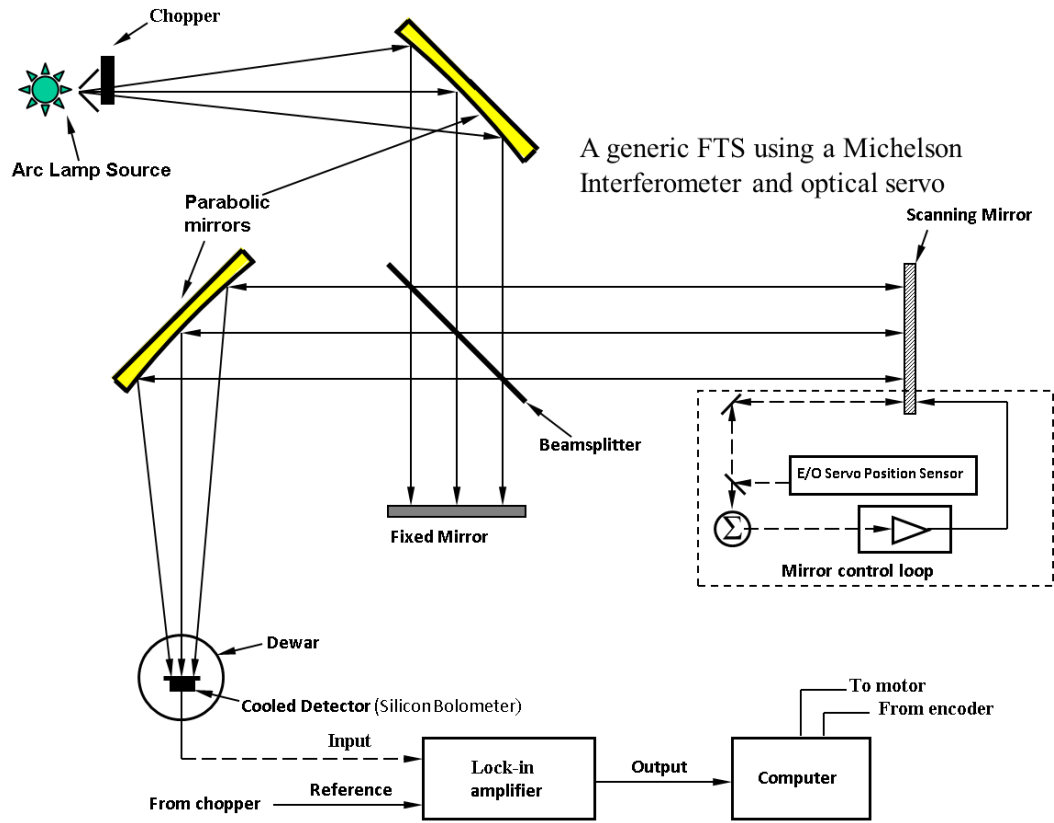 Chopper
Arc Lamp Source
A generic FTS using a Michelson
Interferometer and optical servo
Parabolic
mirrors
Scanning Mirror
Beamsplitter
E/O Servo Position Sensor
Σ
Fixed Mirror
Mirror control loop
Dewar
Cooled Detector (Silicon Bolometer)
To motor
From encoder
Input
Lock-in
amplifier
Output
Computer
From chopper
Reference